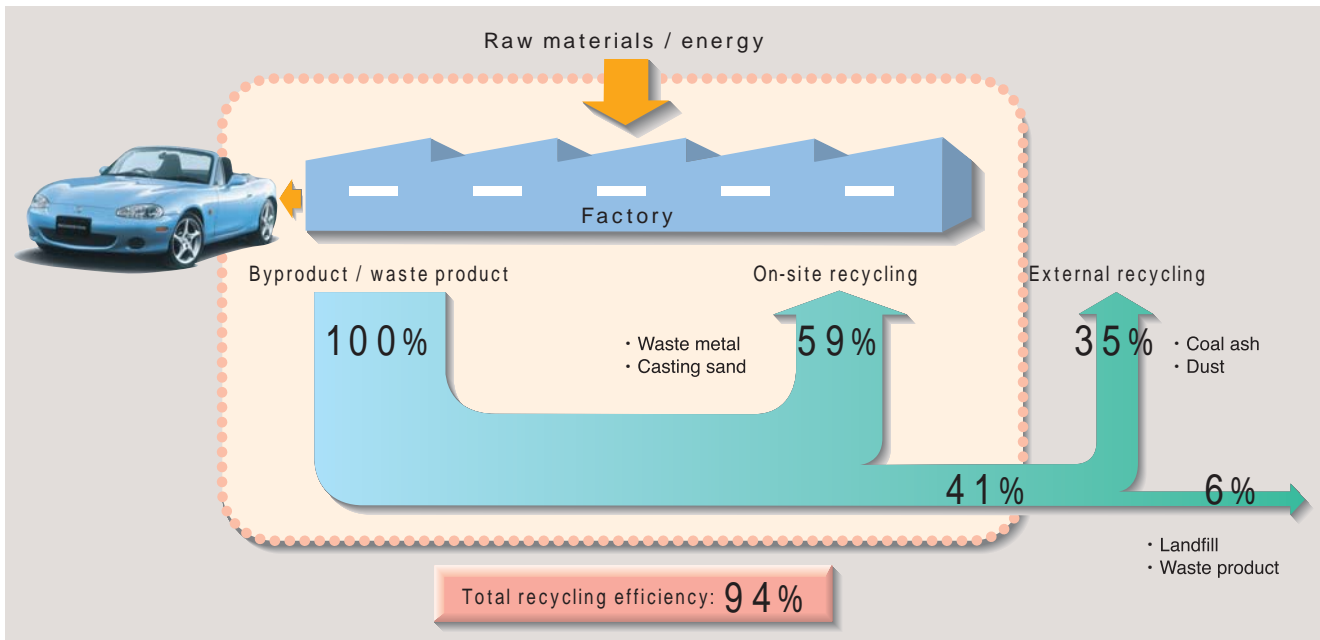 Raw materials / energy
Factory
Byproduct / waste product
On-site recycling
External recycling
100%
・Waste metal
・Casting sand
59%
35%
・Coal ash
・Dust
41%
6%
・Landfill
・Waste product
Total recycling efficiency: 94%